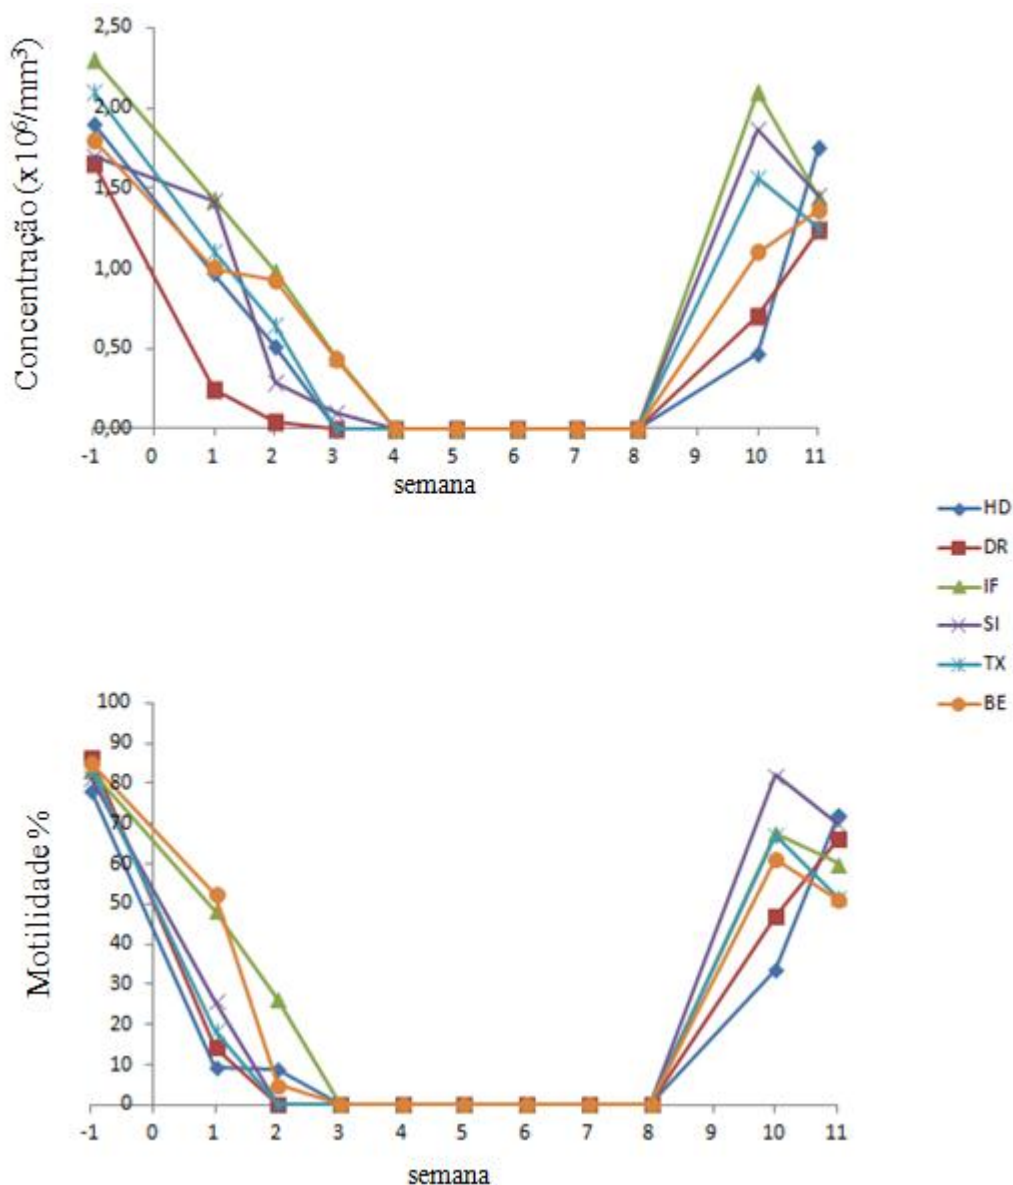 Concentração (x10⁶/mm³)
2,50
2,00
1,50
1,00
0,50
0,00
-1 0 1 2 3 4 5 6 7 8 9 10 11
semana
HD
DR
IF
SI
TX
BE
Motilidade %
100
90
80
70
60
50
40
30
20
10
0
-1 0 1 2 3 4 5 6 7 8 9 10 11
semana